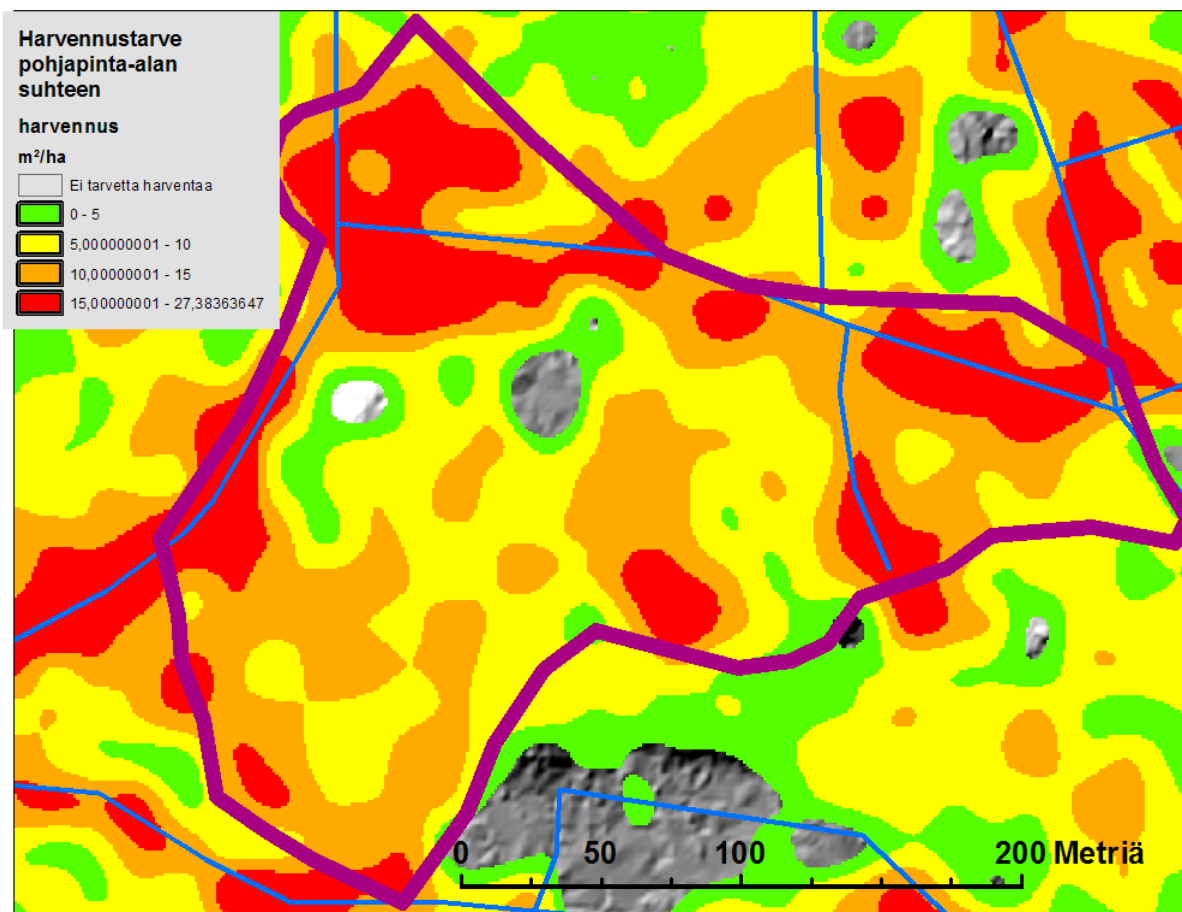 Harvennustarve
pohjapinta-alan
suhteen
harvennus
m²/ha
Ei tarvetta harventaa
0 - 5
5,000000001 - 10
10,00000001 - 15
15,00000001 - 27,38363647
0 50 100 200 Metriä